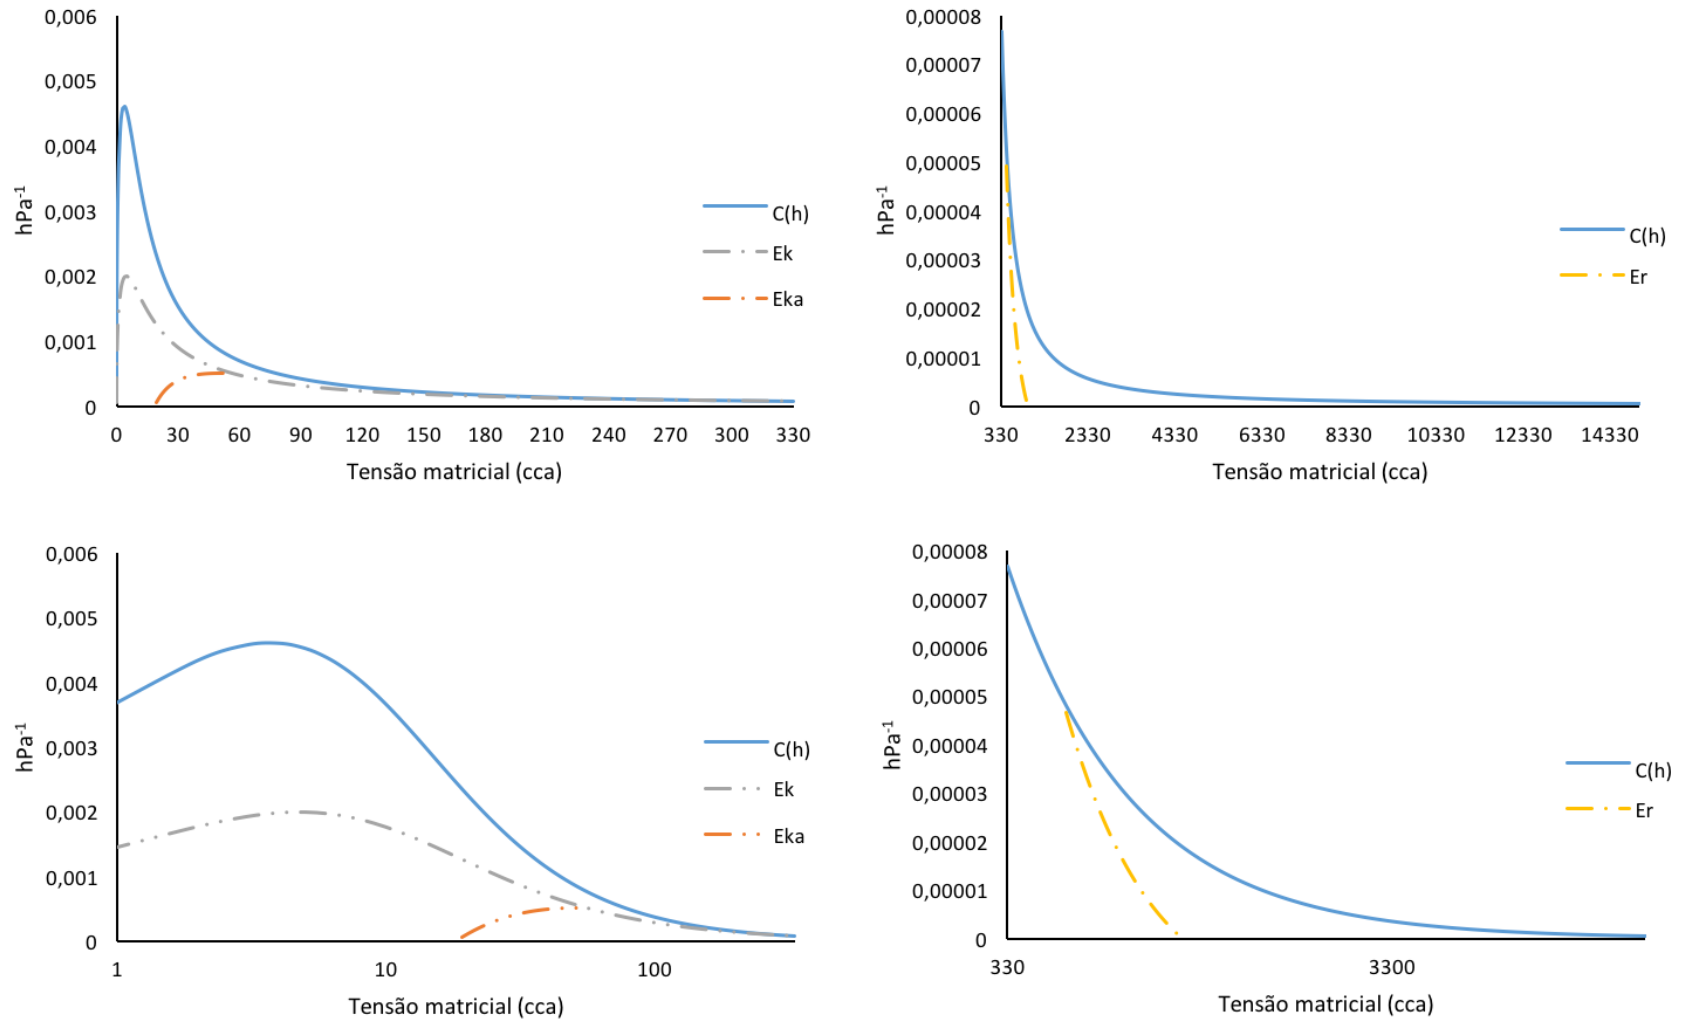 0,006
0,005
0,004
0,003
0,002
0,001
0
hPa-1
0 30 60 90 120 150 180 210 240 270 300 330
Tensão matricial (cca)
C(h)
Ek
Eka
0,00008
0,00007
0,00006
0,00005
0,00004
0,00003
0,00002
0,00001
0
hPa-1
330 2330 4330 6330 8330 10330 12330 14330
Tensão matricial (cca)
C(h)
Er
0,006
0,005
0,004
0,003
0,002
0,001
0
hPa-1
1 10 100
Tensão matricial (cca)
C(h)
Ek
Eka
0,00008
0,00007
0,00006
0,00005
0,00004
0,00003
0,00002
0,00001
0
hPa-1
330 3300
Tensão matricial (cca)
C(h)
Er